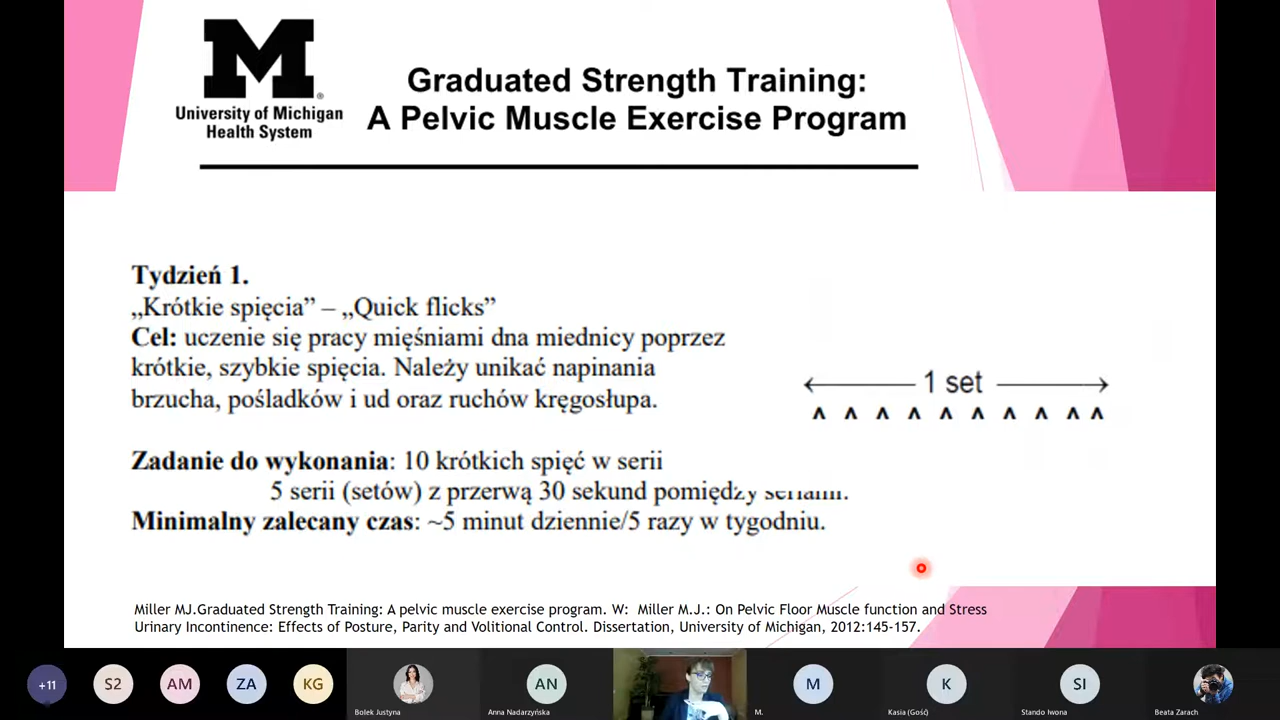 M®
University of Michigan
Health System
Graduated Strength Training:
A Pelvic Muscle Exercise Program
Tydzień 1.
„Krótkie spięcia” – „Quick flicks”
Cel: uczenie się pracy mięśniami dna miednicy poprzez
krótkie, szybkie spięcia. Należy unikać napinania
brzucha, pośladków i ud oraz ruchów kręgosłupa.
1 set
^ ^ ^ ^ ^ ^ ^ ^ ^ ^
Zadanie do wykonania: 10 krótkich spięć w serii
5 serii (setów) z przerwą 30 sekund pomiędzy seriami.
Minimalny zalecany czas: ~5 minut dziennie/5 razy w tygodniu.
Miller MJ.Graduated Strength Training: A pelvic muscle exercise program. W: Miller M.J.: On Pelvic Floor Muscle function and Stress
Urinary Incontinence: Effects of Posture, Parity and Volitional Control. Dissertation, University of Michigan, 2012:145-157.
+11
S2
AM
ZA
KG
Bolek Justyna
AN
Anna Nadarzyńska
M
M.
K
Kasia (Gość)
SI
Stando Iwona
Beata Zarach